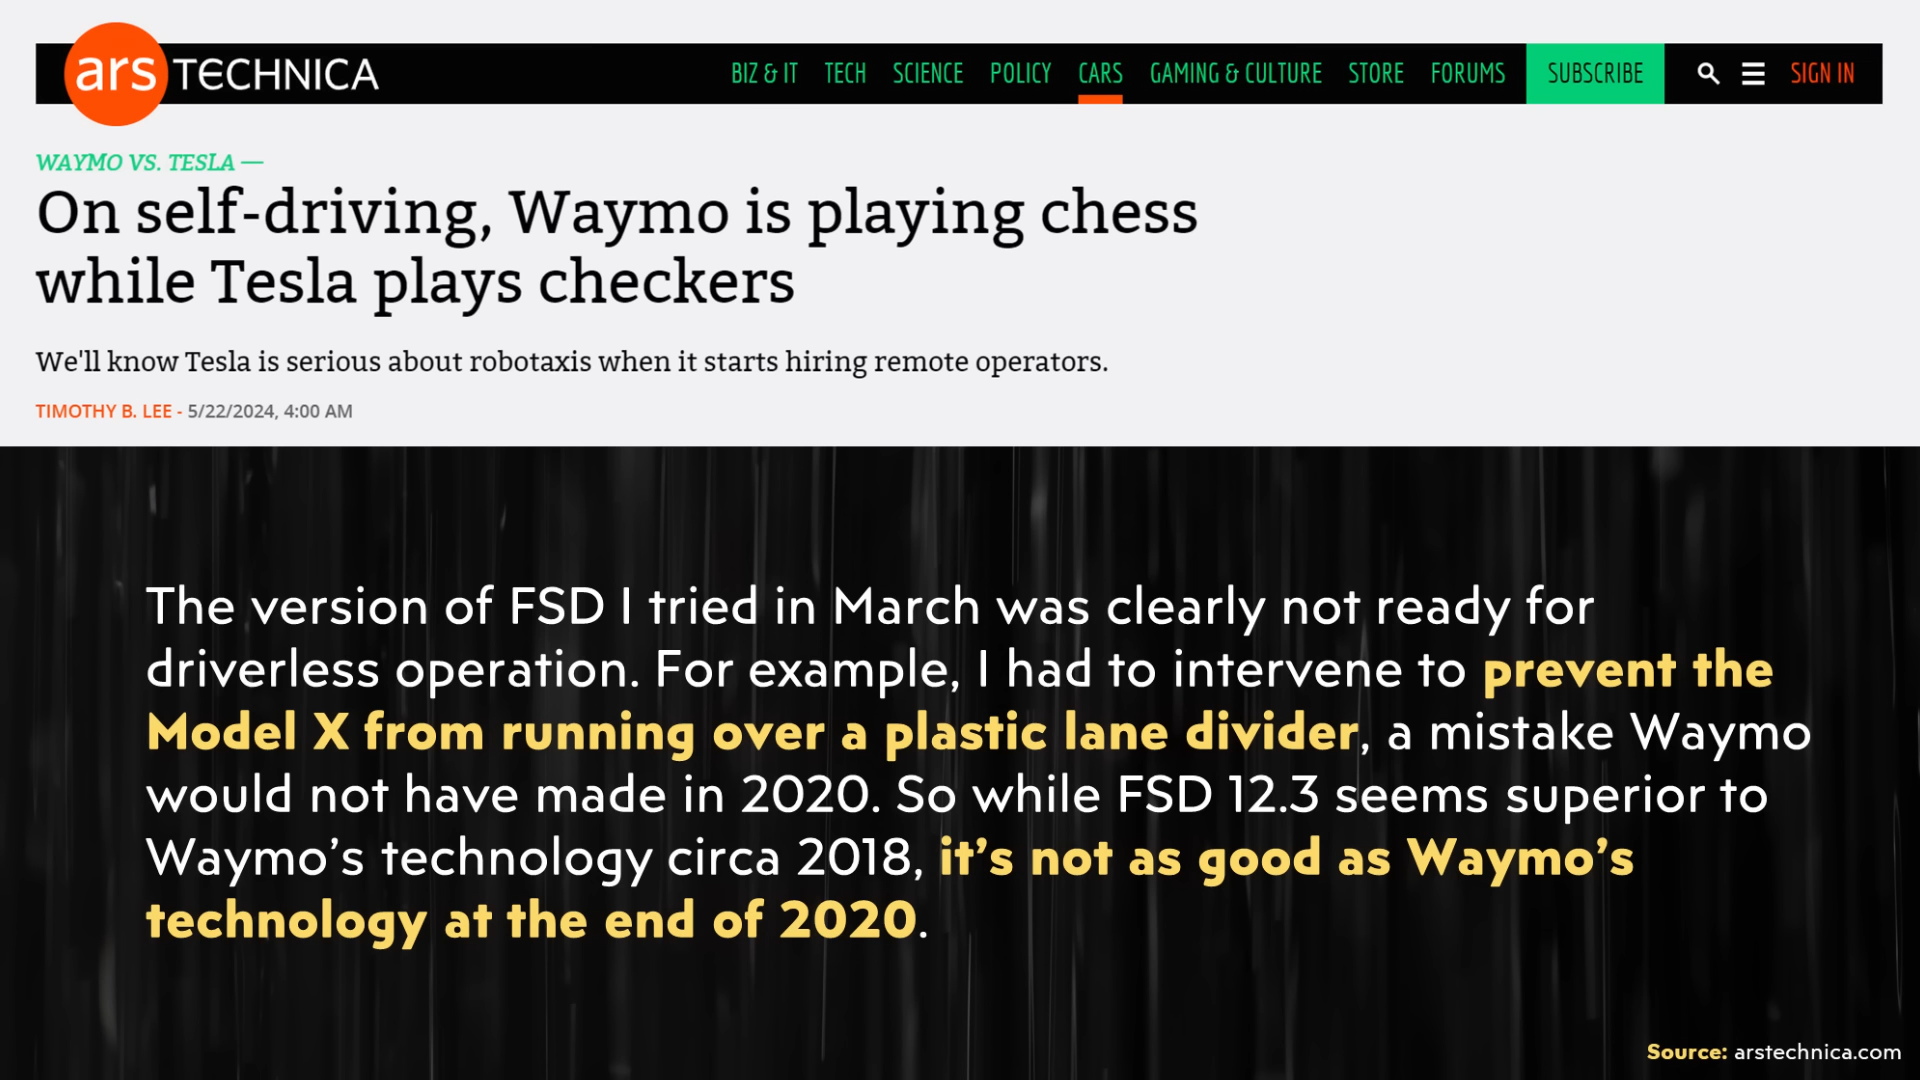 ars TECHNICA
BIZ & IT TECH SCIENCE POLICY CARS GAMING & CULTURE STORE FORUMS SUBSCRIBE SIGN IN
WAYMO VS. TESLA —
On self-driving, Waymo is playing chess
while Tesla plays checkers
We'll know Tesla is serious about robotaxis when it starts hiring remote operators.
TIMOTHY B. LEE - 5/22/2024, 4:00 AM
The version of FSD I tried in March was clearly not ready for
driverless operation. For example, I had to intervene to prevent the
Model X from running over a plastic lane divider, a mistake Waymo
would not have made in 2020. So while FSD 12.3 seems superior to
Waymo’s technology circa 2018, it’s not as good as Waymo’s
technology at the end of 2020.
Source: arstechnica.com